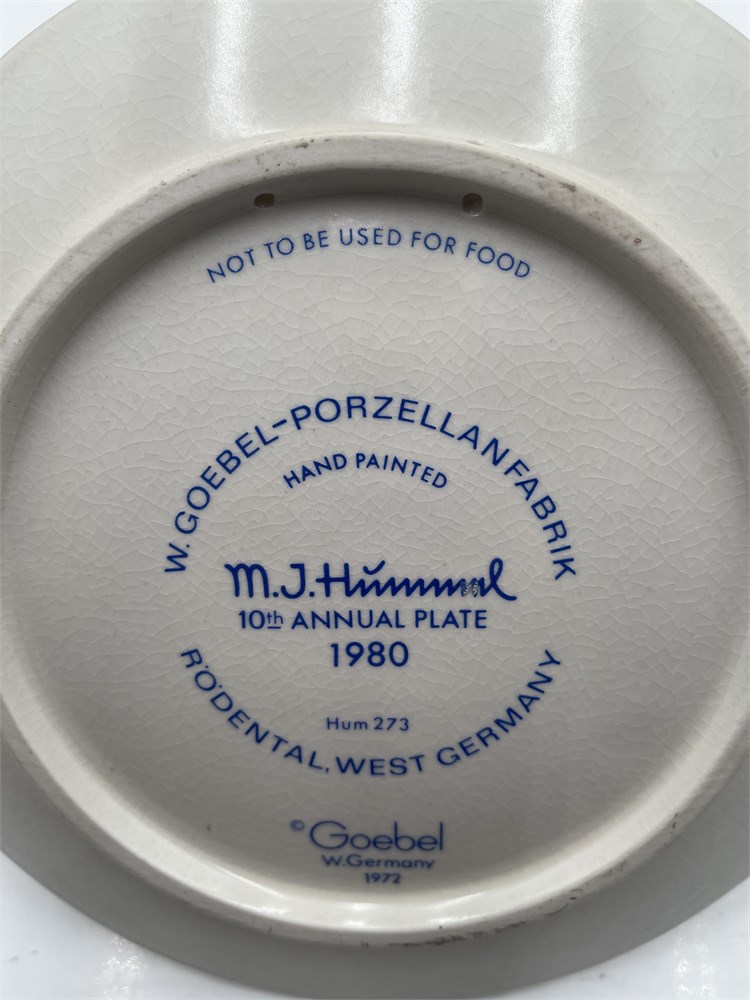 NOT TO BE USED FOR FOOD
W. GOEBEL-PORZELLANFABRIK
HAND PAINTED
M.J.Hummel
10th ANNUAL PLATE
1980
RÖDENTAL, WEST GERMANY
Hum 273
© Goebel
W.Germany
1972